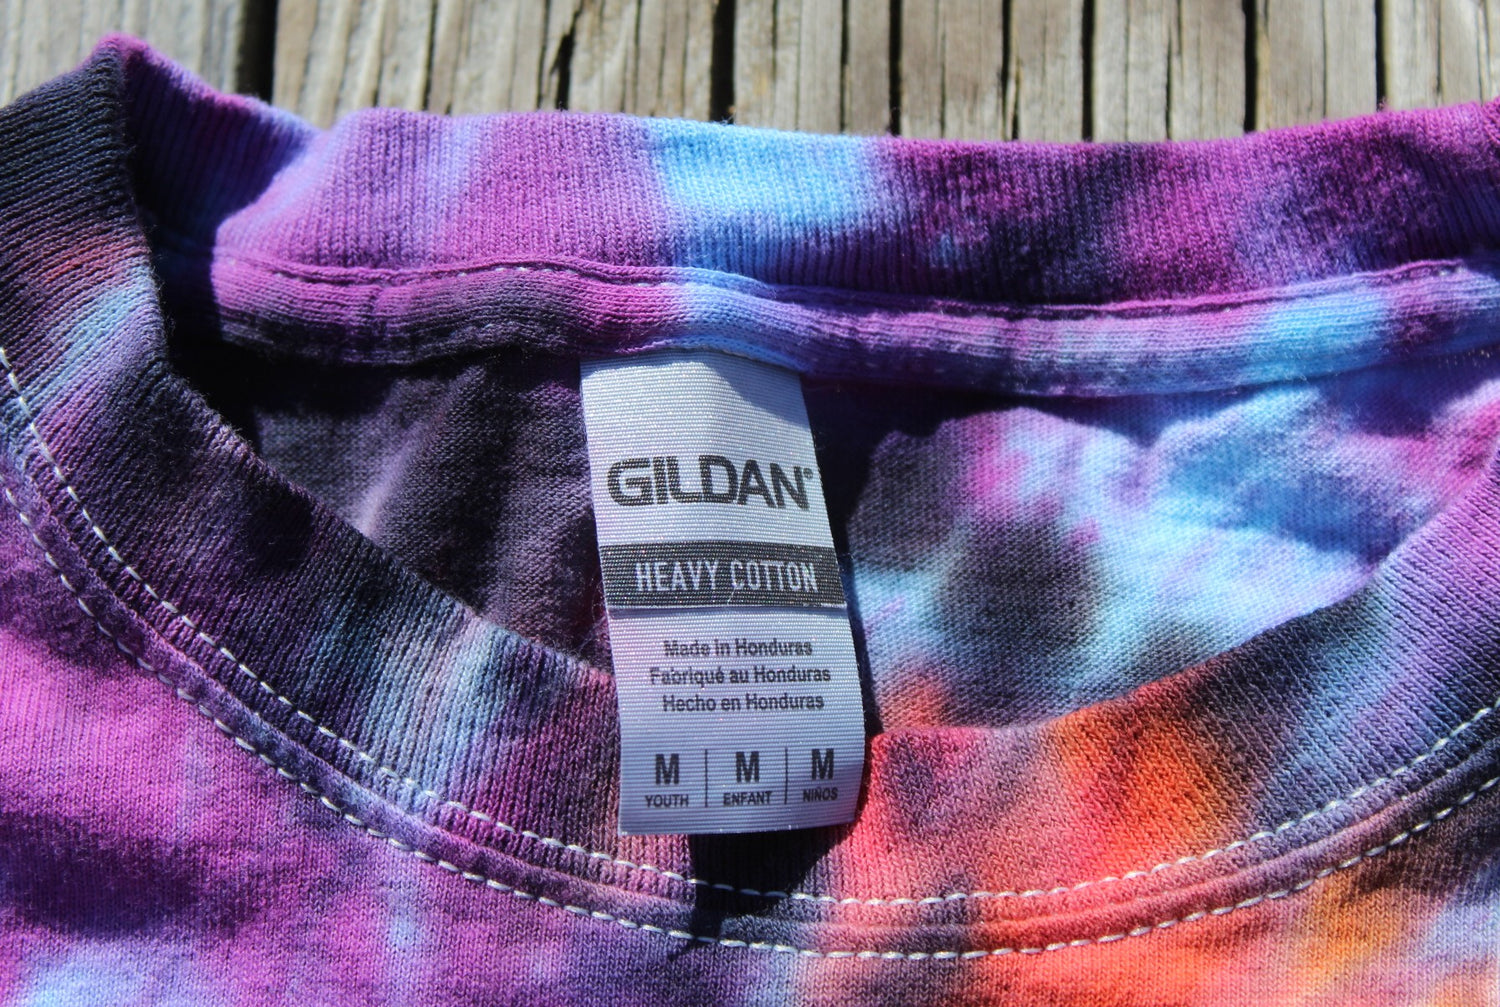 GILDAN®
HEAVY COTTON
Made in Honduras
Fabriqué au Honduras
Hecho en Honduras
M | M | M
YOUTH | ENFANT | NIÑOS